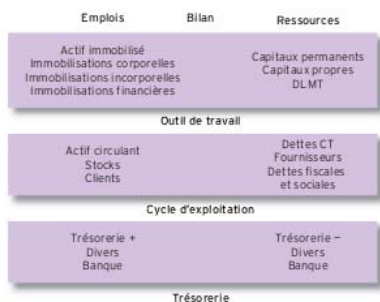 Emplois Bilan Ressources
Actif immobilisé
Immobilisations corporelles
Immobilisations incorporelles
Immobilisations financières
Capitaux permanents
Capitaux propres
DLMT
Outil de travail
Actif circulant
Stocks
Clients
Dettes CT
Fournisseurs
Dettes fiscales
et sociales
Cycle d'exploitation
Trésorerie +
Divers
Banque
Trésorerie −
Divers
Banque
Trésorerie